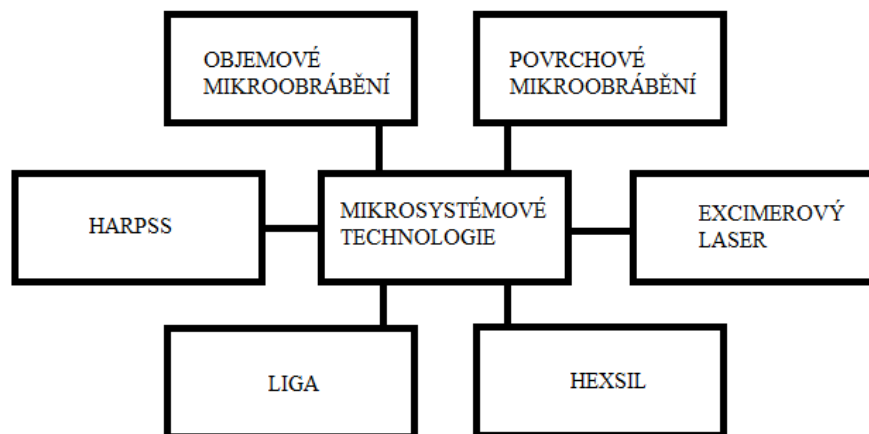 OBJEMOVÉ
MIKROOBRÁBĚNÍ
POVRCHOVÉ
MIKROOBRÁBĚNÍ
HARPSS
MIKROSYSTÉMOVÉ
TECHNOLOGIE
EXCIMEROVÝ
LASER
LIGA
HEXSIL